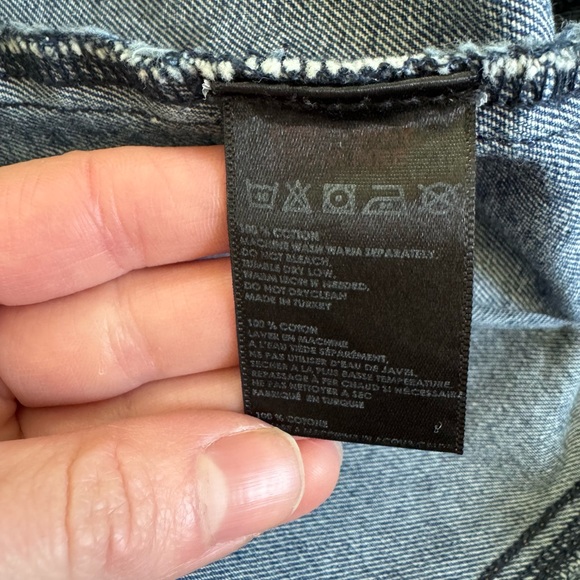 100 % COTTON
MACHINE WASH WARM SEPARATELY.
DO NOT BLEACH.
TUMBLE DRY LOW.
WARM IRON IF NEEDED.
DO NOT DRYCLEAN
MADE IN TURKEY
100 % COTON
LAVER EN MACHINE
A L'EAU TIEDE SÉPARÉMENT.
NE PAS UTILISER D'EAU DE JAVEL.
SECHER A LA PLUS BASSE TEMPERATURE.
REPASSAGE A FER CHAUD SI NÉCESSAIRE
NE PAS NETTOYER A SEC
FABRIQUÉ EN TURQUIE
100 % COTONE